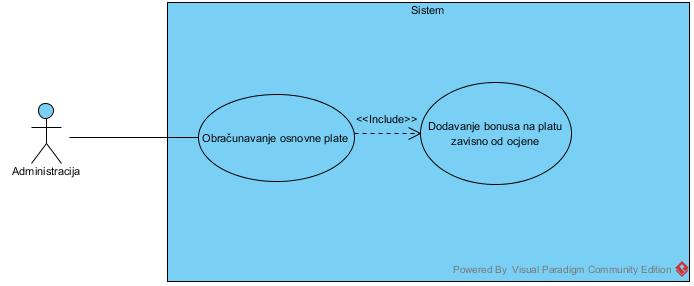 Sistem
<<Include>>
Obračunavanje osnovne plate
Dodavanje bonusa na platu
zavisno od ocjene
Administracija
Powered By Visual Paradigm Community Edition